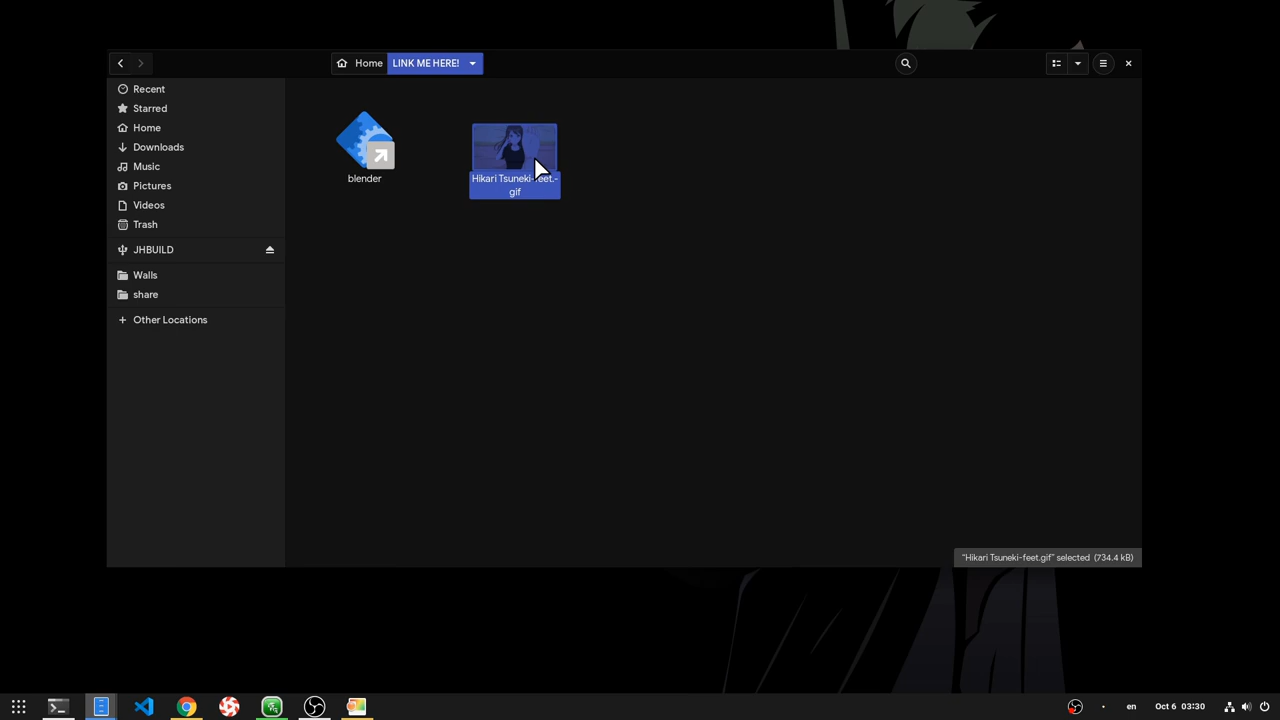 Home LINK ME HERE!
Recent
Starred
Home
Downloads
Music
Pictures
Videos
Trash
JHBUILD
Walls
share
Other Locations
blender
Hikari Tsuneki-feet.-
gif
"Hikari Tsuneki-feet.gif" selected (734.4 kB)
en Oct 6 03:30